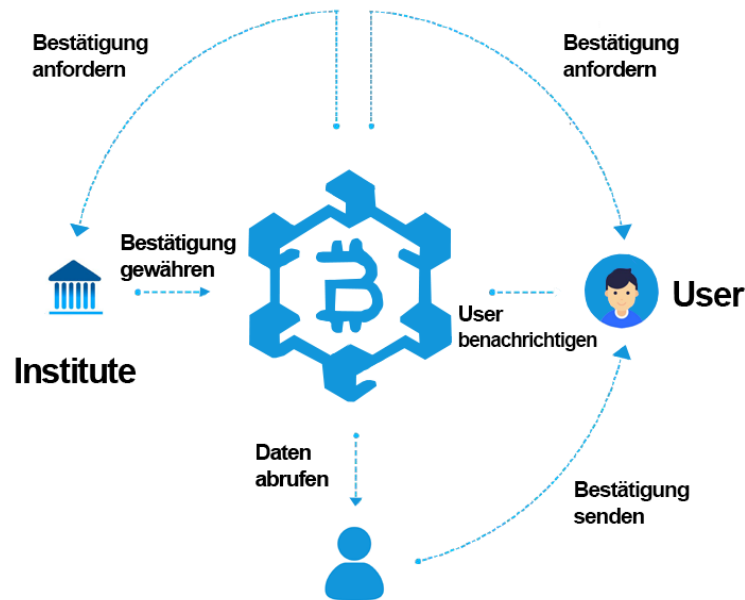 Bestätigung
anfordern
Bestätigung
anfordern
Bestätigung
gewähren
User
User
benachrichtigen
Institute
Daten
abrufen
Bestätigung
senden